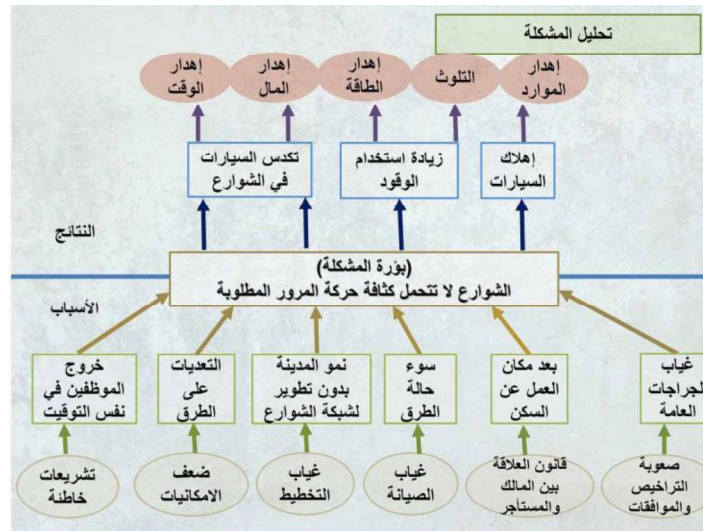 تحليل المشكلة
إهدار
الموارد
التلوث
إهدار
الطاقة
إهدار
المال
إهدار
الوقت
إهلاك
السيارات
زيادة استخدام
الوقود
تكدس السيارات
في الشوارع
النتائج
(بؤرة المشكلة)
الشوارع لا تتحمل كثافة حركة المرور المطلوبة
الأسباب
غياب
الجراجات
العامة
بعد مكان
العمل عن
السكن
سوء
حالة
الطرق
نمو المدينة
بدون تطوير
لشبكة الشوارع
التعديات
على
الطرق
خروج
الموظفين في
نفس التوقيت
صعوبة
التراخيص
والموافقات
قانون العلاقة
بين المالك
والمستأجر
غياب
الصيانة
غياب
التخطيط
ضعف
الامكانيات
تشريعات
خاطئة